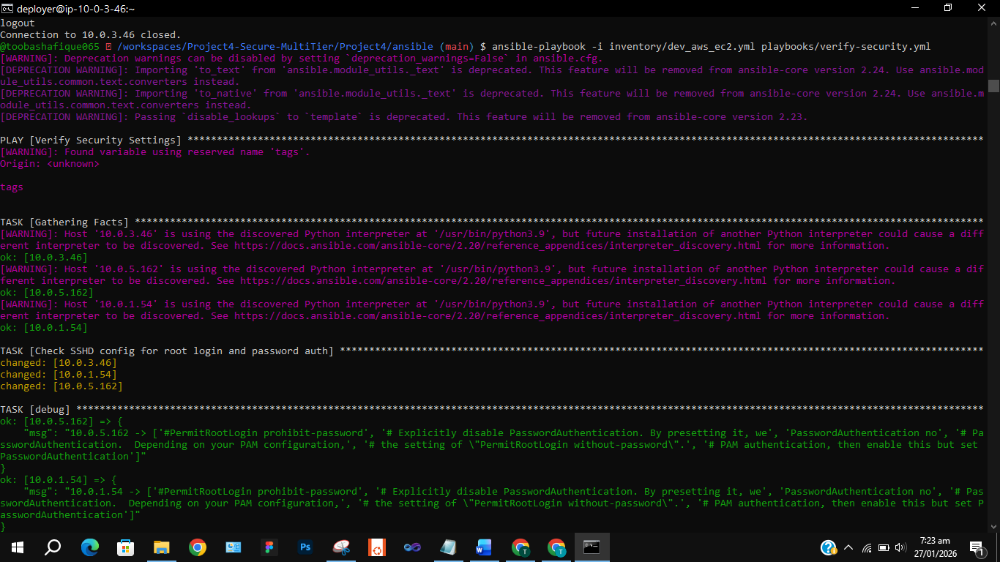 deployer@ip-10-0-3-46:~
logout
Connection to 10.0.3.46 closed.
@toobashafique065 /workspaces/Project4-Secure-MultiTier/Project4/ansible (main) $ ansible-playbook -i inventory/dev_aws_ec2.yml playbooks/verify-security.yml
[WARNING]: Deprecation warnings can be disabled by setting `deprecation_warnings=False` in ansible.cfg.
[DEPRECATION WARNING]: Importing 'to_text' from 'ansible.module_utils._text' is deprecated. This feature will be removed from ansible-core version 2.24. Use ansible.mod
ule_utils.common.text.converters instead.
[DEPRECATION WARNING]: Importing 'to_native' from 'ansible.module_utils._text' is deprecated. This feature will be removed from ansible-core version 2.24. Use ansible.m
odule_utils.common.text.converters instead.
[DEPRECATION WARNING]: Passing `disable_lookups` to `template` is deprecated. This feature will be removed from ansible-core version 2.23.
PLAY [Verify Security Settings] ****************************************************************************************************************************************
[WARNING]: Found variable using reserved name 'tags'.
Origin: <unknown>
tags
TASK [Gathering Facts] *************************************************************************************************************************************************
[WARNING]: Host '10.0.3.46' is using the discovered Python interpreter at '/usr/bin/python3.9', but future installation of another Python interpreter could cause a diff
erent interpreter to be discovered. See https://docs.ansible.com/ansible-core/2.20/reference_appendices/interpreter_discovery.html for more information.
ok: [10.0.3.46]
[WARNING]: Host '10.0.5.162' is using the discovered Python interpreter at '/usr/bin/python3.9', but future installation of another Python interpreter could cause a dif
ferent interpreter to be discovered. See https://docs.ansible.com/ansible-core/2.20/reference_appendices/interpreter_discovery.html for more information.
ok: [10.0.5.162]
[WARNING]: Host '10.0.1.54' is using the discovered Python interpreter at '/usr/bin/python3.9', but future installation of another Python interpreter could cause a diff
erent interpreter to be discovered. See https://docs.ansible.com/ansible-core/2.20/reference_appendices/interpreter_discovery.html for more information.
ok: [10.0.1.54]
TASK [Check SSHD config for root login and password auth] **************************************************************************************************************
changed: [10.0.3.46]
changed: [10.0.1.54]
changed: [10.0.5.162]
TASK [debug] ***********************************************************************************************************************************************************
ok: [10.0.5.162] => {
"msg": "10.0.5.162 -> ['#PermitRootLogin prohibit-password', '# Explicitly disable PasswordAuthentication. By presetting it, we', 'PasswordAuthentication no', '# Pa
sswordAuthentication.  Depending on your PAM configuration,', '# the setting of \"PermitRootLogin without-password\".', '# PAM authentication, then enable this but set
PasswordAuthentication']"
}
ok: [10.0.1.54] => {
"msg": "10.0.1.54 -> ['#PermitRootLogin prohibit-password', '# Explicitly disable PasswordAuthentication. By presetting it, we', 'PasswordAuthentication no', '# Pas
swordAuthentication.  Depending on your PAM configuration,', '# the setting of \"PermitRootLogin without-password\".', '# PAM authentication, then enable this but set P
asswordAuthentication']"
}
7:23 am
27/01/2026